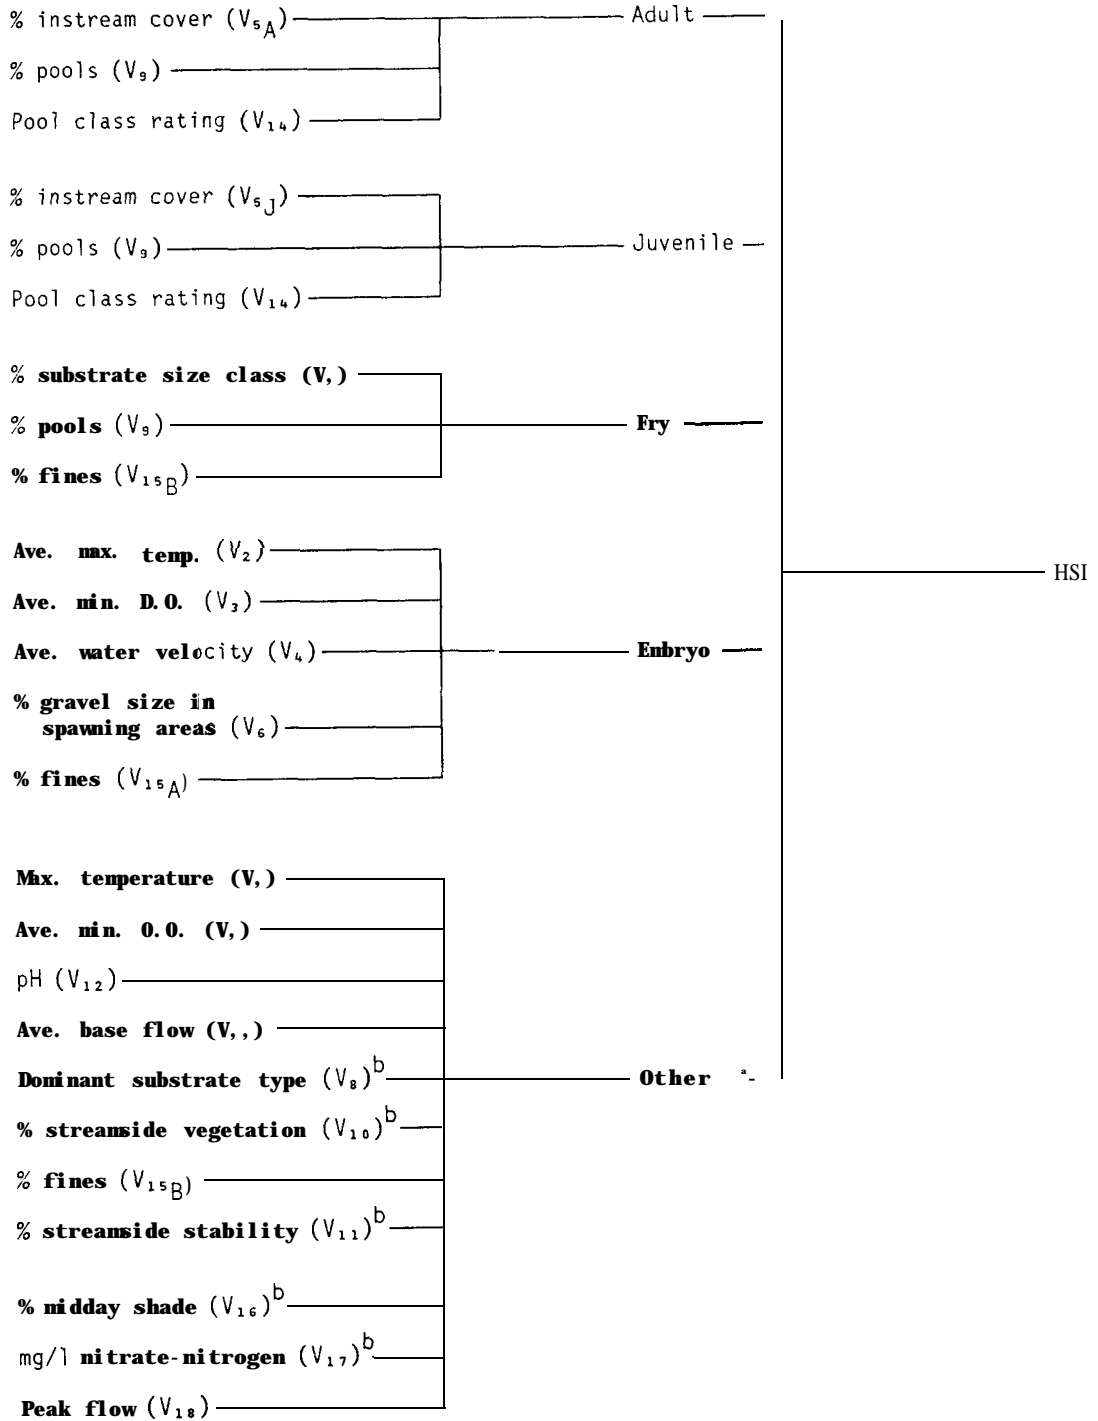 % instream cover (V5A) Adult
% pools (V9)
Pool class rating (V14)
% instream cover (V5J)
% pools (V9) Juvenile
Pool class rating (V14)
% substrate size class (V,)
% pools (V9) Fry
% fines (V15B)
Ave. max. temp. (V2)
HSI
Ave. min. D.O. (V3)
Ave. water velocity (V4) Embryo
% gravel size in
spawning areas (V6)
% fines (V15A)
Max. temperature (V,)
Ave. min. O.O. (V,)
pH (V12)
Ave. base flow (V,,)
Dominant substrate type (V8)b Other a-
% streamside vegetation (V10)b
% fines (V15B)
% streamside stability (V11)b
% midday shade (V16)b
mg/l nitrate-nitrogen (V17)b
Peak flow (V18)